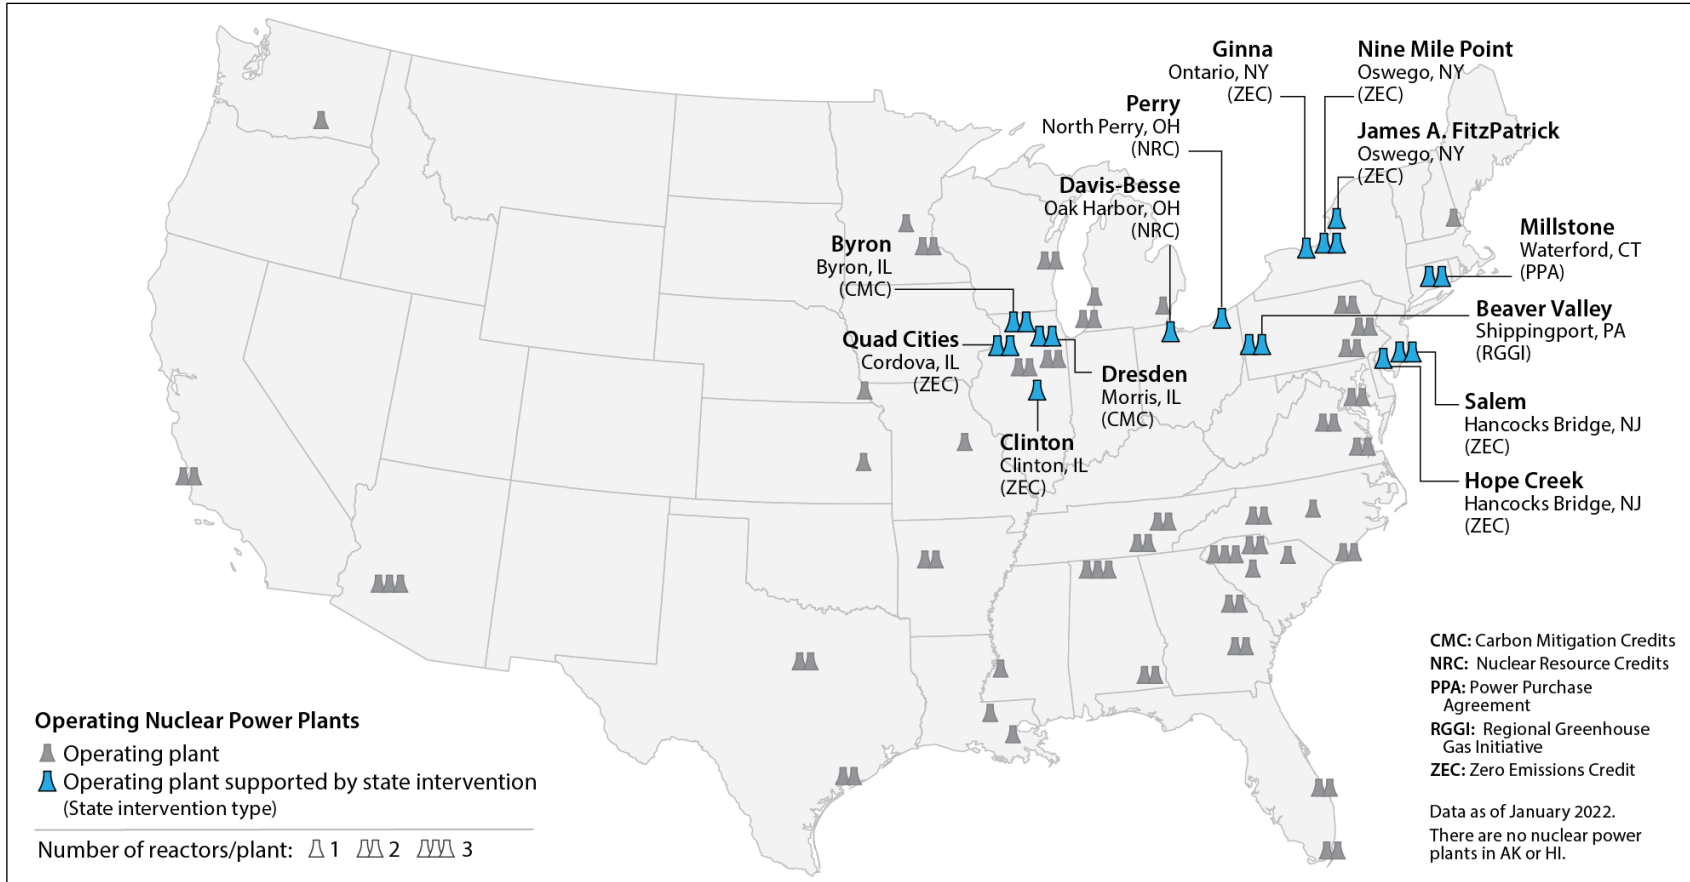 Ginna
Ontario, NY
(ZEC)
Nine Mile Point
Oswego, NY
(ZEC)
Perry
North Perry, OH
(NRC)
James A. FitzPatrick
Oswego, NY
(ZEC)
Davis-Besse
Oak Harbor, OH
(NRC)
Millstone
Waterford, CT
(PPA)
Byron
Byron, IL
(CMC)
Beaver Valley
Shippingport, PA
(RGGI)
Quad Cities
Cordova, IL
(ZEC)
Dresden
Morris, IL
(CMC)
Salem
Hancocks Bridge, NJ
(ZEC)
Clinton
Clinton, IL
(ZEC)
Hope Creek
Hancocks Bridge, NJ
(ZEC)
CMC: Carbon Mitigation Credits
NRC: Nuclear Resource Credits
PPA: Power Purchase
Agreement
RGGI: Regional Greenhouse
Gas Initiative
ZEC: Zero Emissions Credit
Data as of January 2022.
There are no nuclear power
plants in AK or HI.
Operating Nuclear Power Plants
Operating plant
Operating plant supported by state intervention
(State intervention type)
Number of reactors/plant: 1 2 3